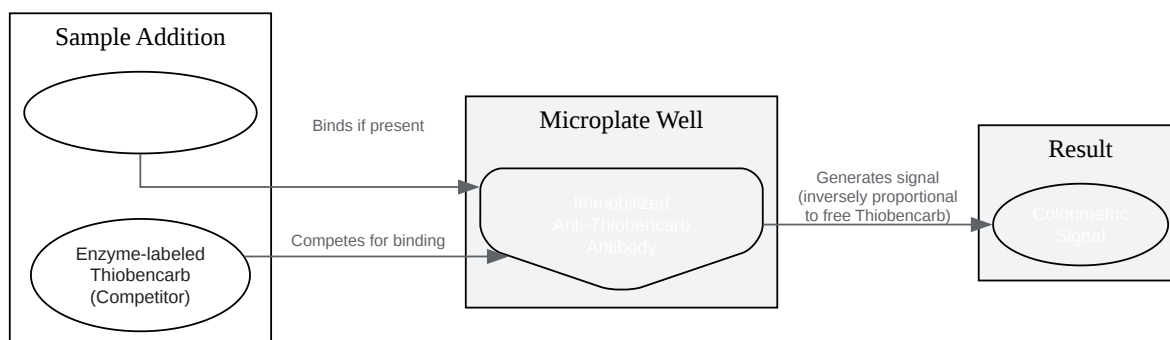 Sample Addition
Enzyme-labeled
Thiobencarb
(Competitor)
Binds if present
Competes for binding
Microplate Well
Immobilized
Anti-Thiobencarb
Antibody
Generates signal
(inversely proportional
to free Thiobencarb)
Result
Colorimetric
Signal